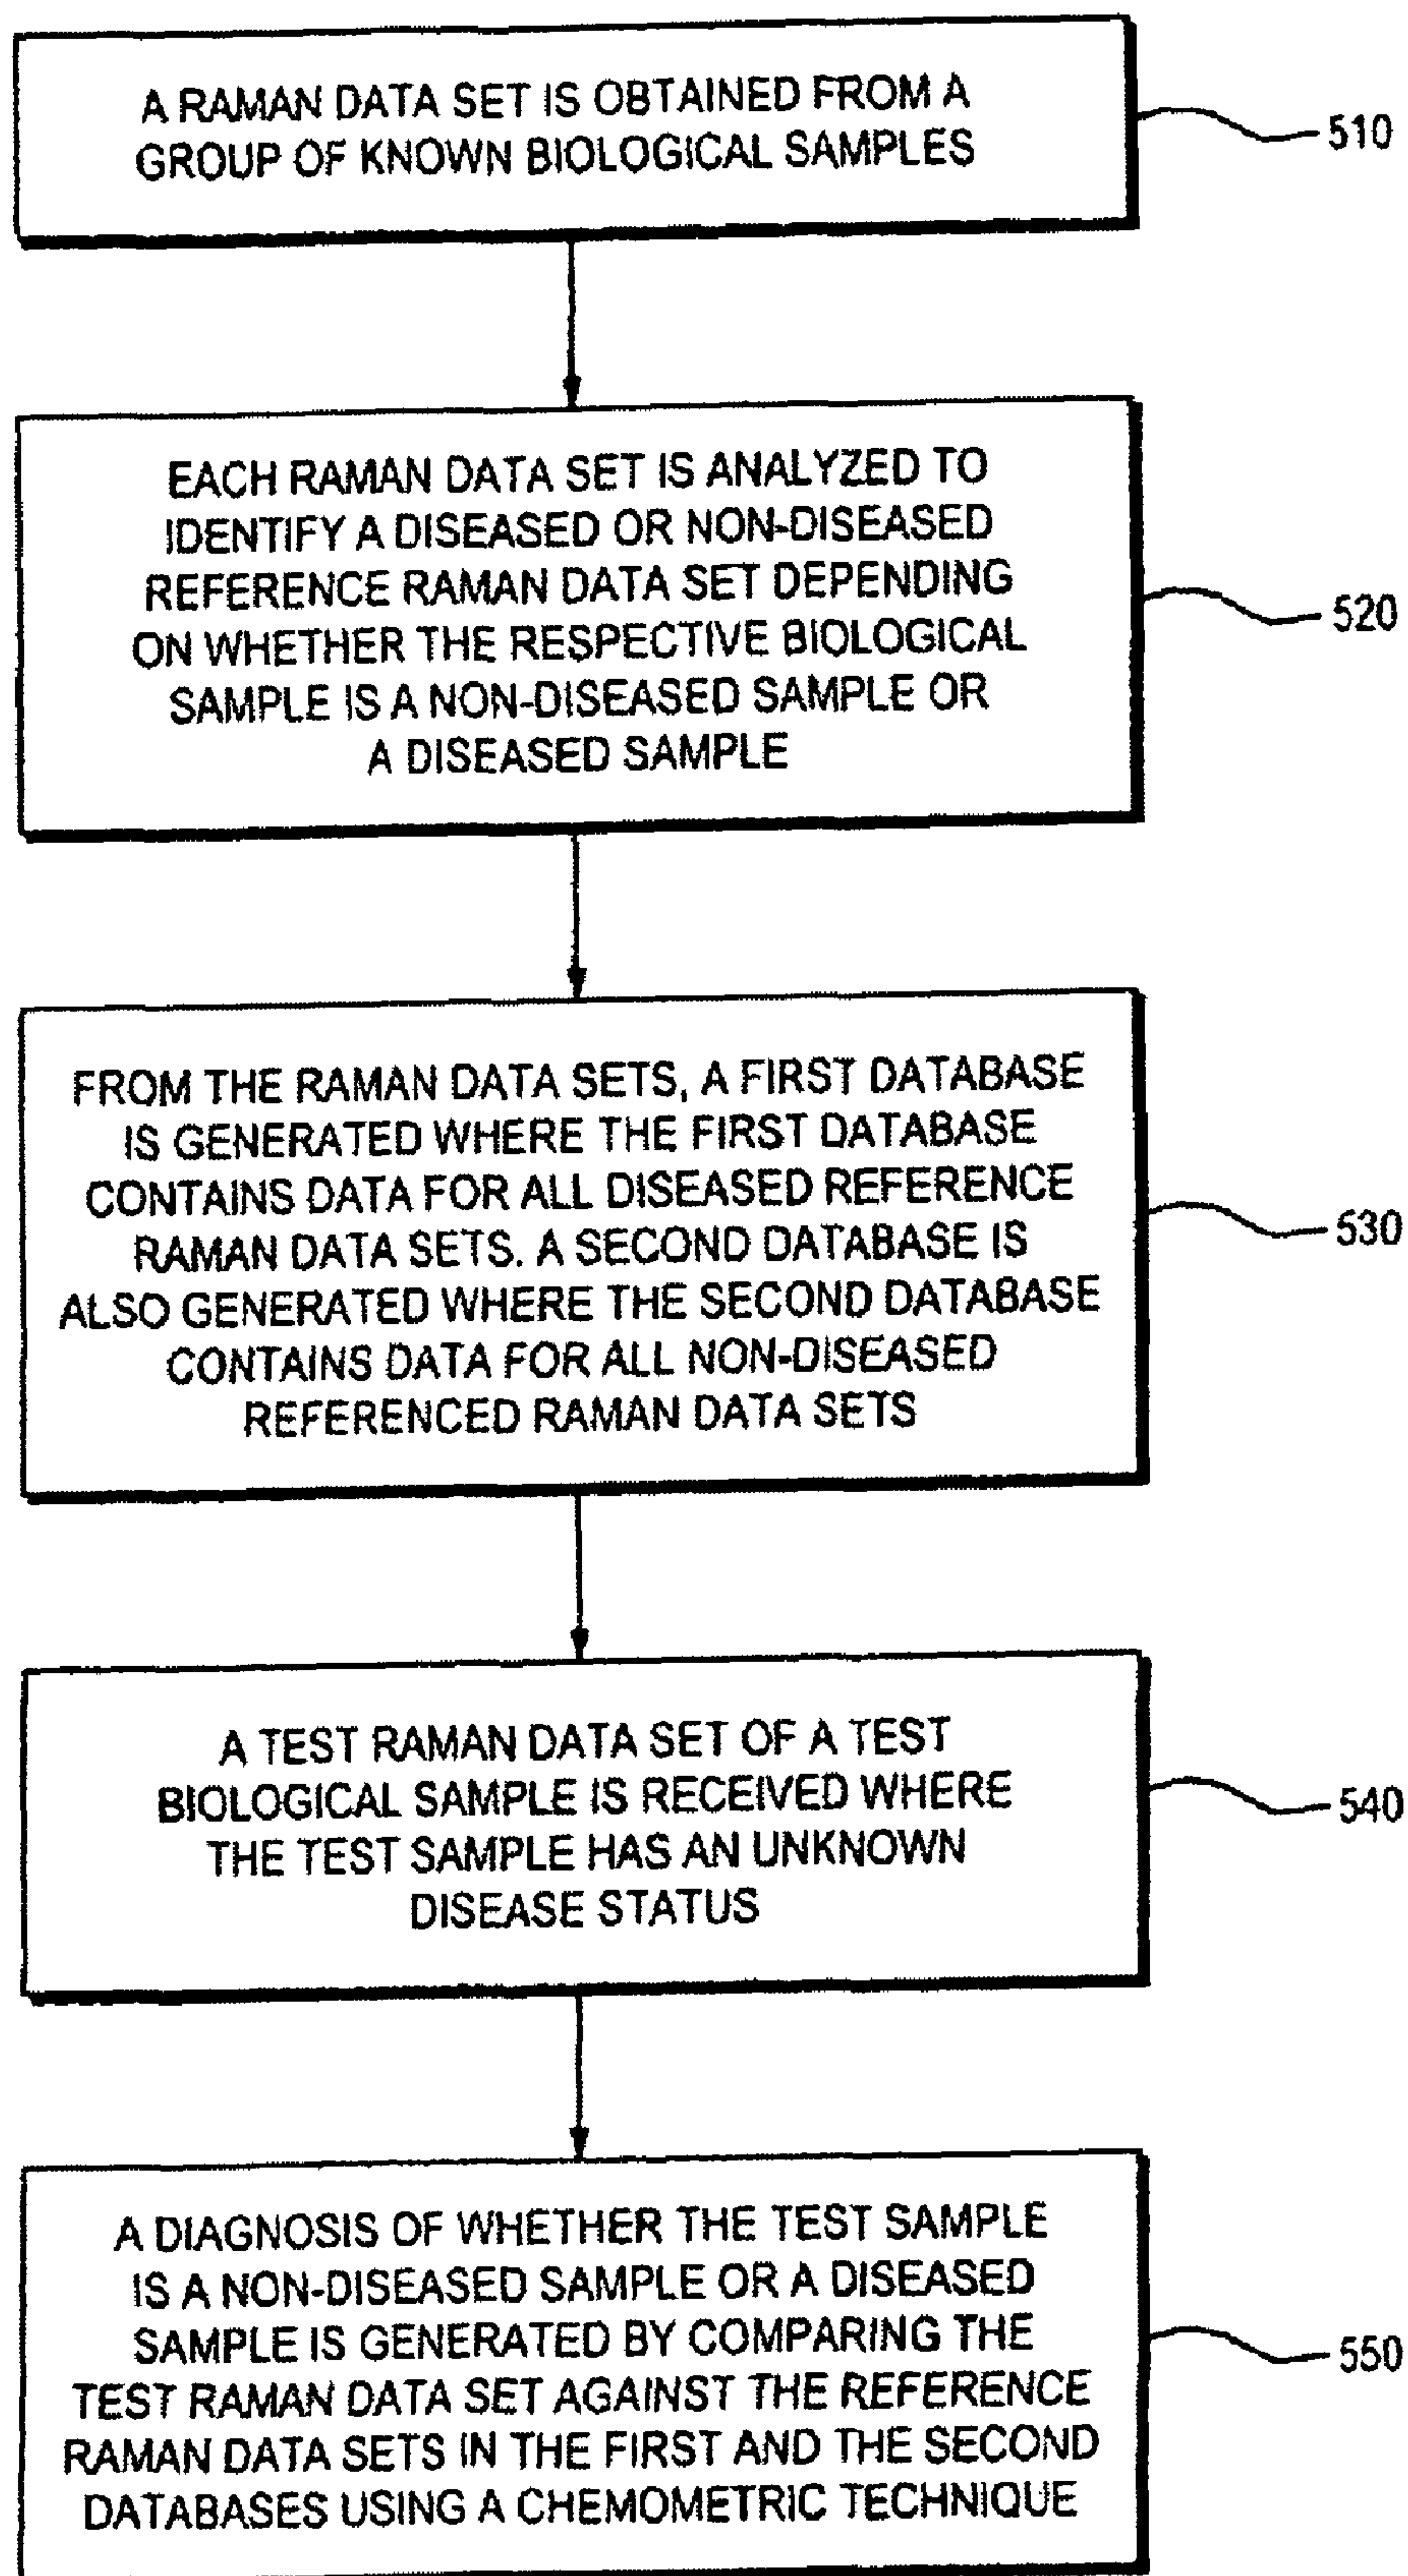 A RAMAN DATA SET IS OBTAINED FROM A
GROUP OF KNOWN BIOLOGICAL SAMPLES
510
EACH RAMAN DATA SET IS ANALYZED TO
IDENTIFY A DISEASED OR NON-DISEASED
REFERENCE RAMAN DATA SET DEPENDING
ON WHETHER THE RESPECTIVE BIOLOGICAL
SAMPLE IS A NON-DISEASED SAMPLE OR
A DISEASED SAMPLE
520
FROM THE RAMAN DATA SETS, A FIRST DATABASE
IS GENERATED WHERE THE FIRST DATABASE
CONTAINS DATA FOR ALL DISEASED REFERENCE
RAMAN DATA SETS. A SECOND DATABASE IS
ALSO GENERATED WHERE THE SECOND DATABASE
CONTAINS DATA FOR ALL NON-DISEASED
REFERENCED RAMAN DATA SETS
530
A TEST RAMAN DATA SET OF A TEST
BIOLOGICAL SAMPLE IS RECEIVED WHERE
THE TEST SAMPLE HAS AN UNKNOWN
DISEASE STATUS
540
A DIAGNOSIS OF WHETHER THE TEST SAMPLE
IS A NON-DISEASED SAMPLE OR A DISEASED
SAMPLE IS GENERATED BY COMPARING THE
TEST RAMAN DATA SET AGAINST THE REFERENCE
RAMAN DATA SETS IN THE FIRST AND THE SECOND
DATABASES USING A CHEMOMETRIC TECHNIQUE
550